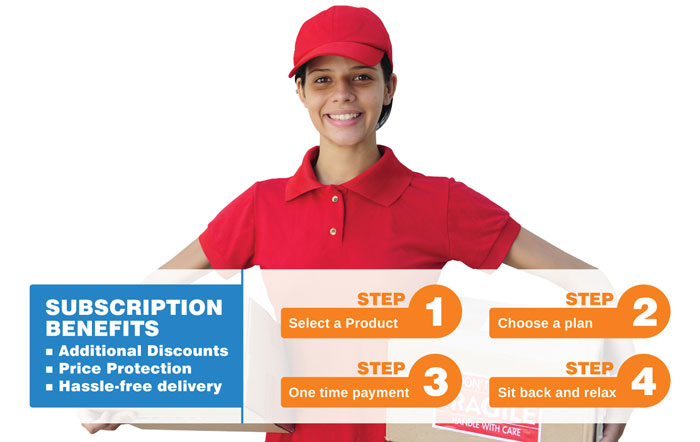 SUBSCRIPTION
BENEFITS
▪ Additional Discounts
▪ Price Protection
▪ Hassle-free delivery
STEP 1
Select a Product
STEP 2
Choose a plan
STEP 3
One time payment
STEP 4
Sit back and relax
FRAGILE
HANDLE WITH CARE